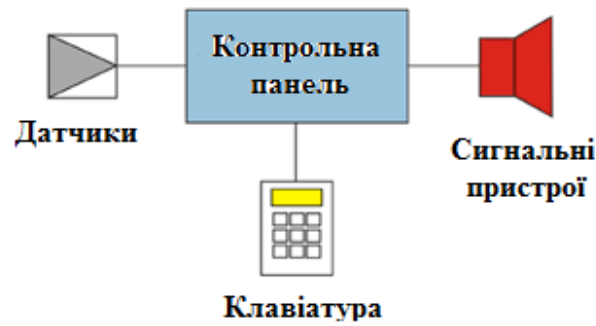 Контрольна
панель
Датчики
Сигнальні
пристрої
Клавіатура